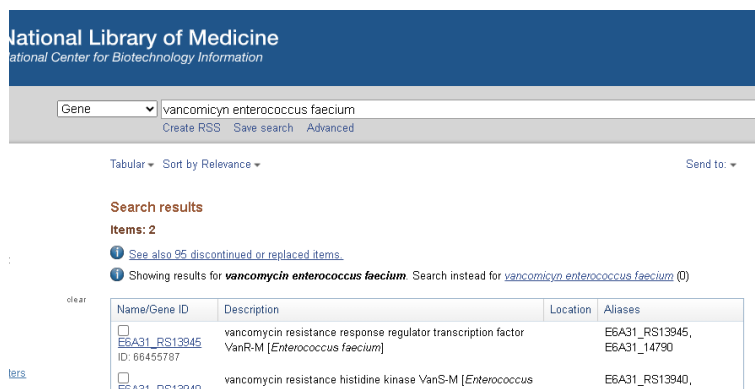 National Library of Medicine
National Center for Biotechnology Information
Gene
vancomicyn enterococcus faecium
Create RSS Save search Advanced
Tabular Sort by Relevance Send to:
Search results
Items: 2
See also 95 discontinued or replaced items.
Showing results for vancomycin enterococcus faecium. Search instead for vancomicyn enterococcus faecium (0)
clear
Name/Gene ID Description Location Aliases
E6A31_RS13945 vancomycin resistance response regulator transcription factor E6A31_RS13945,
ID: 66455787 VanR-M [Enterococcus faecium] E6A31_14790
ters
E6A31_RS13940 vancomycin resistance histidine kinase VanS-M [Enterococcus E6A31_RS13940,